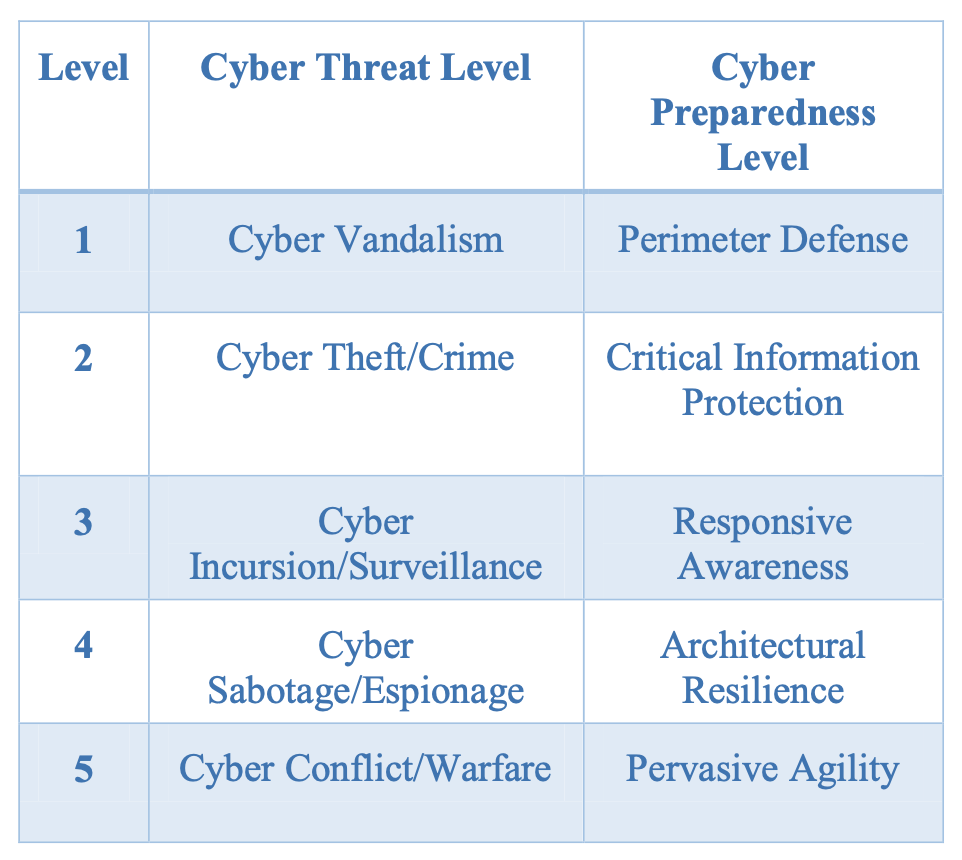 Level
Cyber Threat Level
Cyber
Preparedness
Level
1
Cyber Vandalism
Perimeter Defense
2
Cyber Theft/Crime
Critical Information
Protection
3
Cyber
Incursion/Surveillance
Responsive
Awareness
4
Cyber
Sabotage/Espionage
Architectural
Resilience
5
Cyber Conflict/Warfare
Pervasive Agility